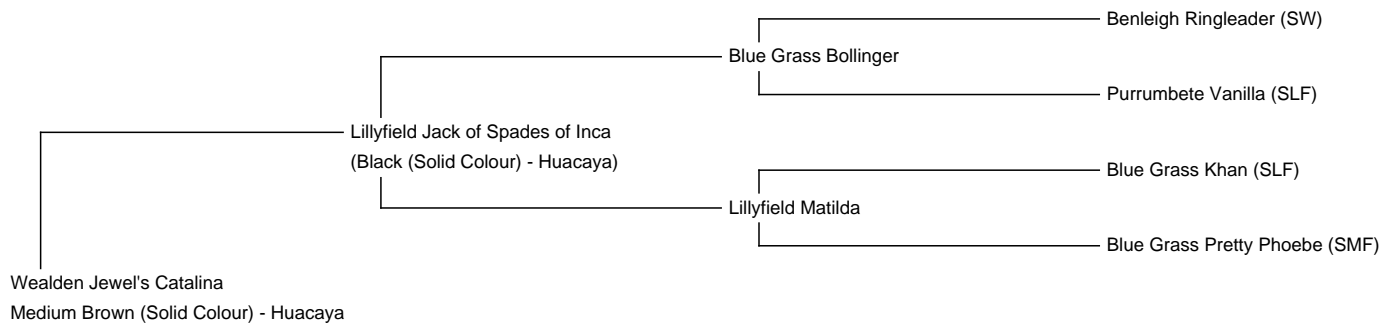 Benleigh Ringleader (SW)
Blue Grass Bollinger
Purrumbete Vanilla (SLF)
Lillyfield Jack of Spades of Inca
(Black (Solid Colour) - Huacaya)
Blue Grass Khan (SLF)
Lillyfield Matilda
Blue Grass Pretty Phoebe (SMF)
Wealden Jewel's Catalina
Medium Brown (Solid Colour) - Huacaya